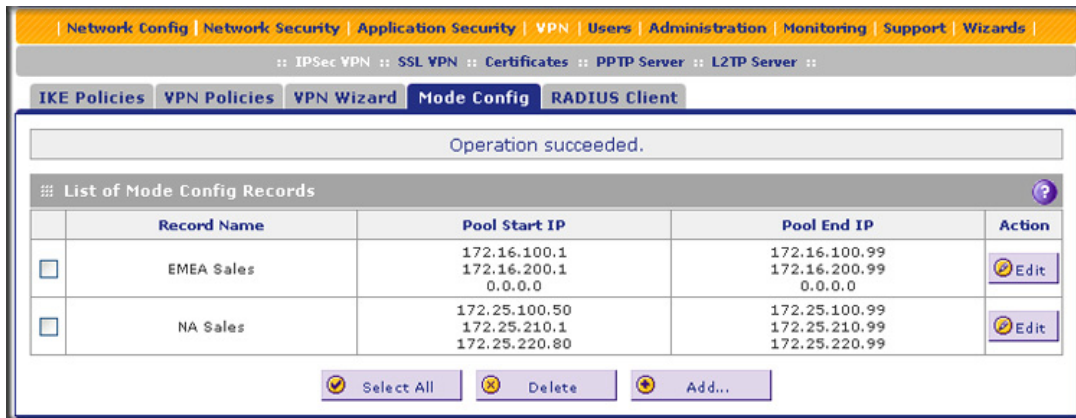 | Network Config | Network Security | Application Security | VPN | Users | Administration | Monitoring | Support | Wizards |
:: IPSec VPN :: SSL VPN :: Certificates :: PPTP Server :: L2TP Server ::
IKE Policies VPN Policies VPN Wizard Mode Config RADIUS Client
Operation succeeded.
List of Mode Config Records ?
Record Name Pool Start IP Pool End IP Action
172.16.100.1 172.16.100.99
EMEA Sales 172.16.200.1 172.16.200.99 Edit
0.0.0.0 0.0.0.0
172.25.100.50 172.25.100.99
NA Sales 172.25.210.1 172.25.210.99 Edit
172.25.220.80 172.25.220.99
Select All Delete Add...